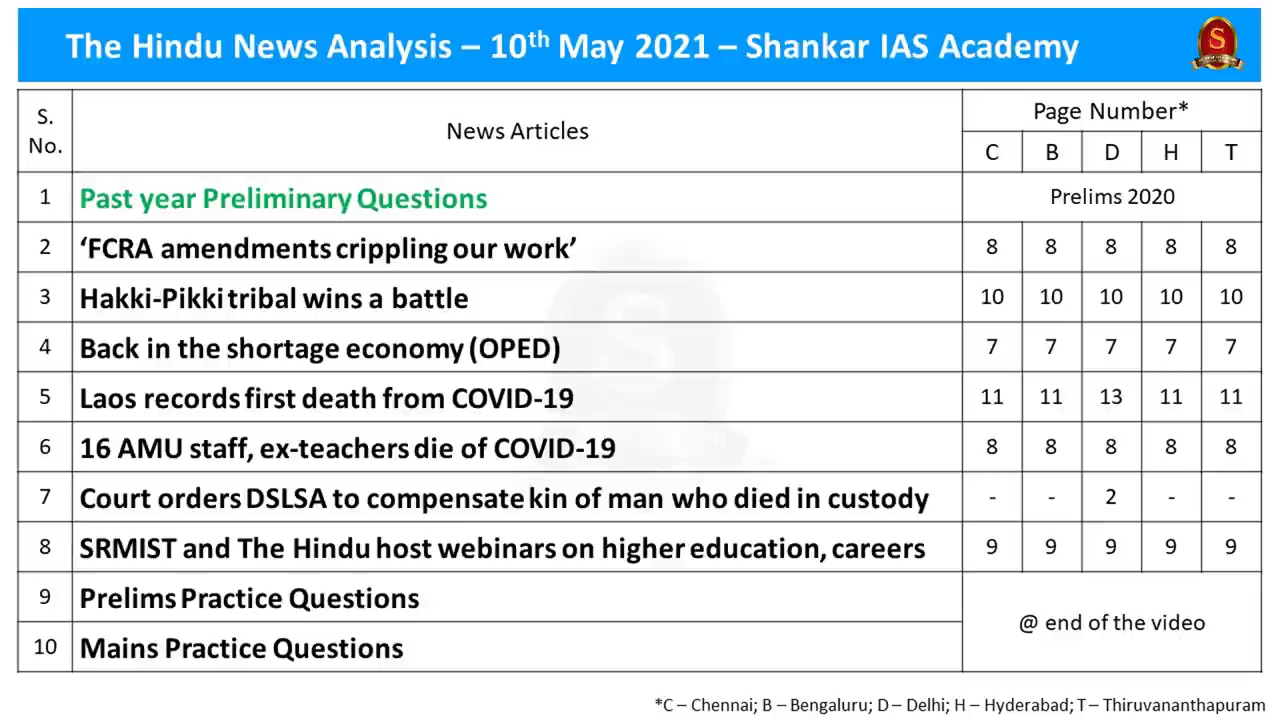 The Hindu News Analysis – 10th May 2021 – Shankar IAS Academy
S. No. News Articles Page Number*
C B D H T
1 Past year Preliminary Questions Prelims 2020
2 ‘FCRA amendments crippling our work’ 8 8 8 8 8
3 Hakki-Pikki tribal wins a battle 10 10 10 10 10
4 Back in the shortage economy (OPED) 7 7 7 7 7
5 Laos records first death from COVID-19 11 11 13 11 11
6 16 AMU staff, ex-teachers die of COVID-19 8 8 8 8 8
7 Court orders DSLSA to compensate kin of man who died in custody - - 2 - -
8 SRMIST and The Hindu host webinars on higher education, careers 9 9 9 9 9
9 Prelims Practice Questions @ end of the video
10 Mains Practice Questions
*C – Chennai; B – Bengaluru; D – Delhi; H – Hyderabad; T – Thiruvananthapuram